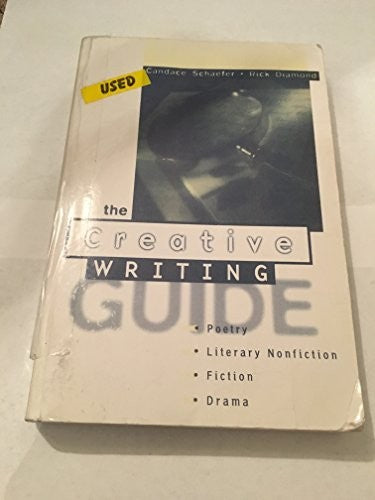 USED
Candace Schaefer • Rick Diamond
the
Creative
WRITING
GUIDE
• Poetry
• Literary Nonfiction
• Fiction
• Drama